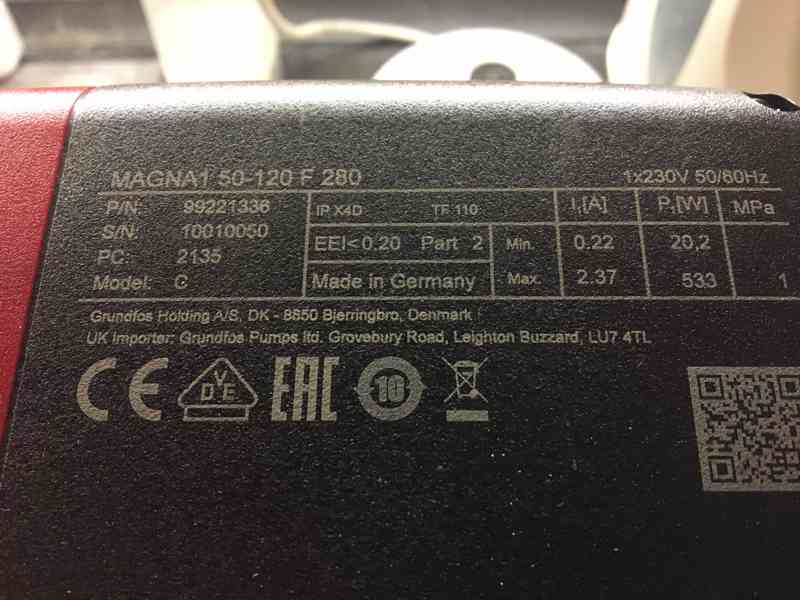 MAGNA1 50-120 F 280 1x230V 50/60Hz
P/N: 99221336 IP X4D TF 110 I₁[A] P₁[W] MPa
S/N: 10010050 EEI<0.20 Part 2 Min. 0.22 20,2
PC: 2135
Model: C Made in Germany Max. 2.37 533 1
Grundfos Holding A/S, DK - 8850 Bjerringbro, Denmark
UK Importer: Grundfos Pumps ltd. Grovebury Road, Leighton Buzzard, LU7 4TL
CE VDE EAC 10